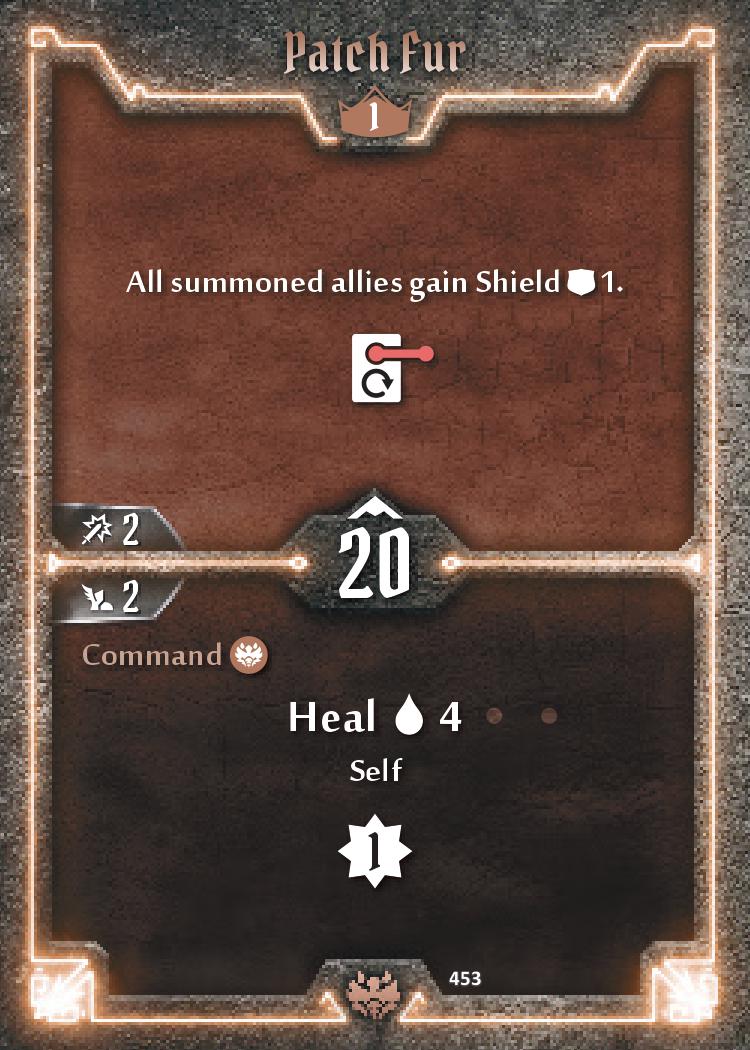 Patch Fur
1
All summoned allies gain Shield 1.
2
20
2
Command
Heal 4
Self
1
453